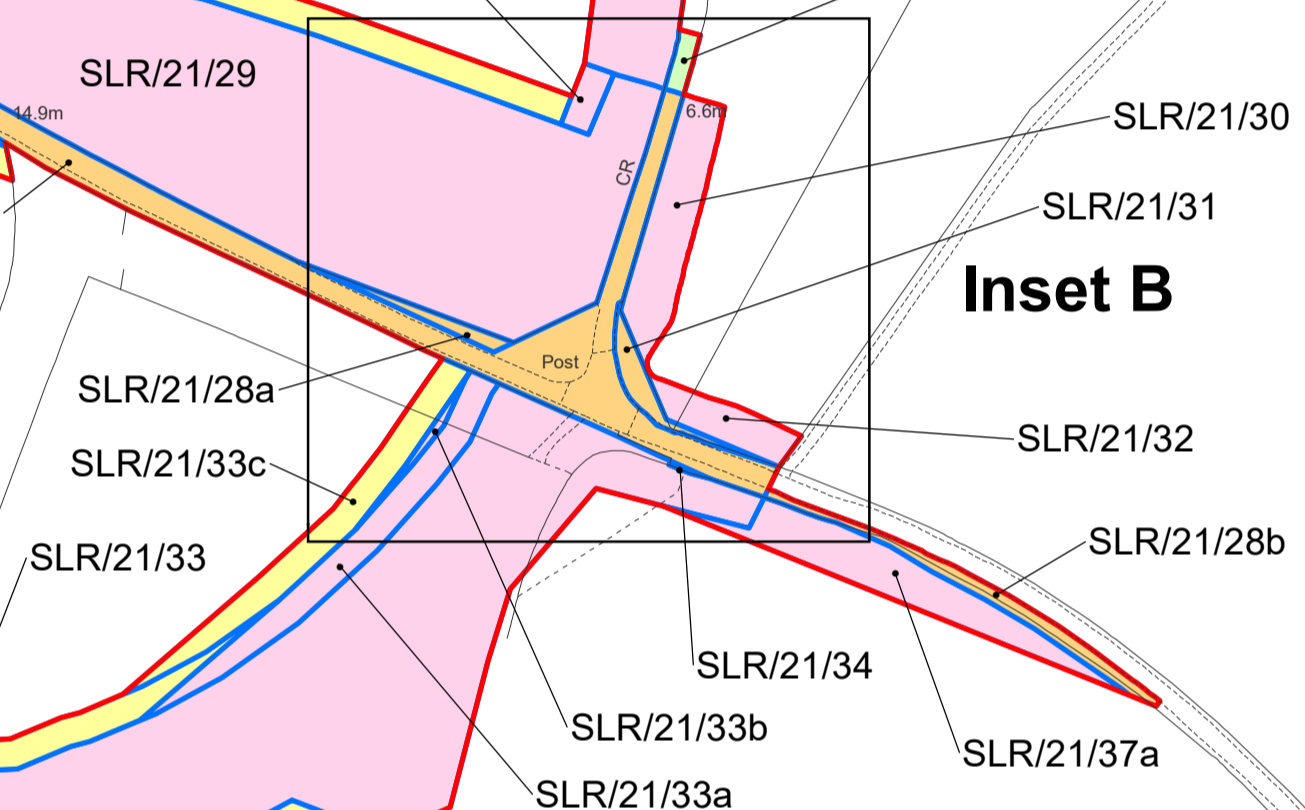 SLR/21/29
14.9m
6.6m
SLR/21/30
CR
SLR/21/31
Inset B
Post
SLR/21/28a
SLR/21/32
SLR/21/33c
SLR/21/33
SLR/21/28b
SLR/21/34
SLR/21/33b
SLR/21/37a
SLR/21/33a